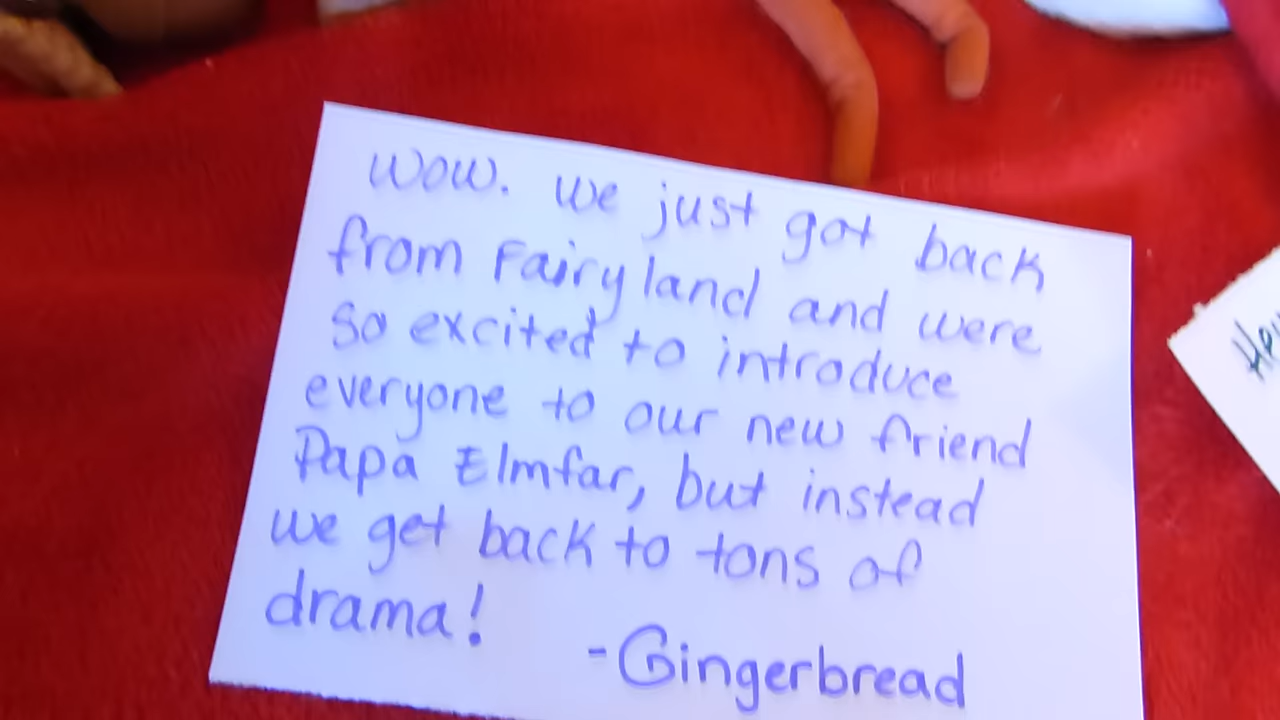 Wow. we just got back
from Fairyland and were
so excited to introduce
everyone to our new friend
Papa Elmfar, but instead
we get back to tons of
drama!
-Gingerbread